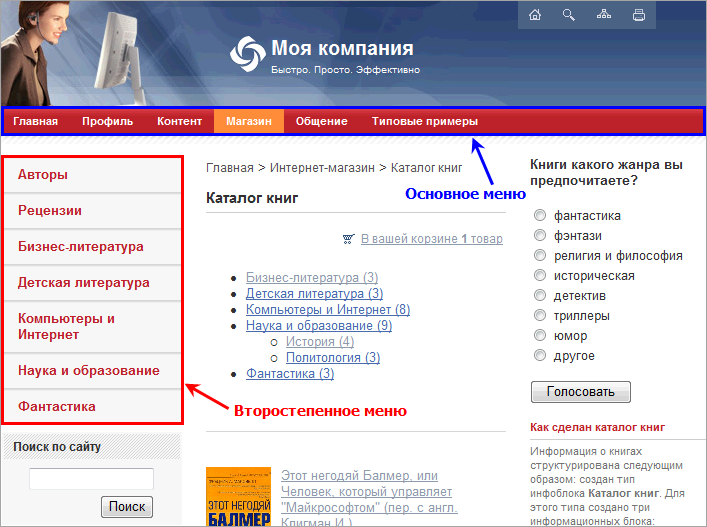 Моя компания
Быстро. Просто. Эффективно
Главная Профиль Контент Магазин Общение Типовые примеры
Основное меню
Авторы
Рецензии
Бизнес-литература
Детская литература
Компьютеры и
Интернет
Наука и образование
Фантастика
Второстепенное меню
Поиск по сайту
Поиск
Главная > Интернет-магазин > Каталог книг
Каталог книг
В вашей корзине 1 товар
Бизнес-литература (3)
Детская литература (3)
Компьютеры и Интернет (8)
Наука и образование (9)
История (4)
Политология (3)
Фантастика (3)
ЭТОТ НЕГОДЯЙ
БАЛМЕР
Этот негодяй Балмер, или
Человек, который управляет
"Майкрософтом" (пер. с англ.
Кригман И.)
Книги какого жанра вы
предпочитаете?
фантастика
фэнтази
религия и философия
историческая
детектив
триллеры
юмор
другое
Голосовать
Как сделан каталог книг
Информация о книгах
структурирована следующим
образом: создан тип
инфоблока Каталог книг. Для
этого типа создано три
информационных блока: